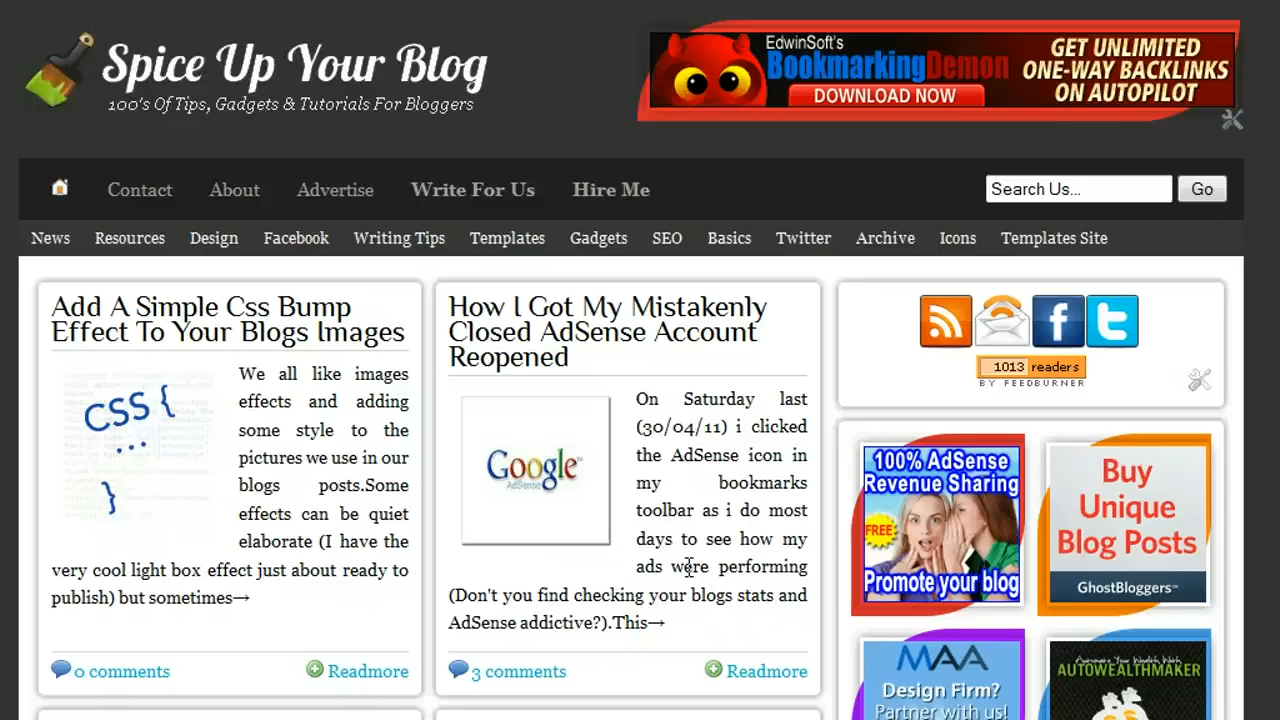 Spice Up Your Blog
100's Of Tips, Gadgets & Tutorials For Bloggers
EdwinSoft's
BookmarkingDemon
DOWNLOAD NOW
GET UNLIMITED
ONE-WAY BACKLINKS
ON AUTOPILOT
Contact About Advertise Write For Us Hire Me
Search Us... Go
News Resources Design Facebook Writing Tips Templates Gadgets SEO Basics Twitter Archive Icons Templates Site
Add A Simple Css Bump
Effect To Your Blogs Images
CSS {
...
}
We all like images
effects and adding
some style to the
pictures we use in our
blogs posts.Some
effects can be quiet
elaborate (I have the
very cool light box effect just about ready to
publish) but sometimes→
0 comments Readmore
How I Got My Mistakenly
Closed AdSense Account
Reopened
Google
AdSense
On Saturday last
(30/04/11) i clicked
the AdSense icon in
my bookmarks
toolbar as i do most
days to see how my
ads were performing
(Don't you find checking your blogs stats and
AdSense addictive?).This→
3 comments Readmore
1013 readers
BY FEEDBURNER
100% AdSense
Revenue Sharing
FREE
Promote your blog
Buy
Unique
Blog Posts
GhostBloggers™
MAA
Design Firm?
Partner with us!
Automate Your Wealth With
AUTOWEALTHMAKER